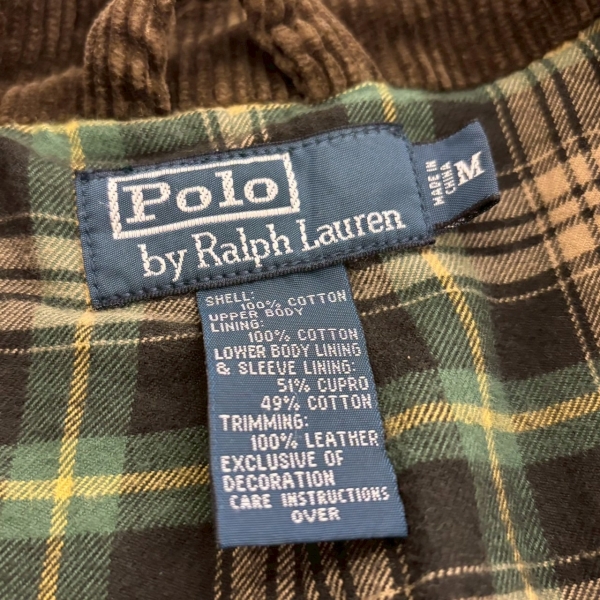 Polo
by Ralph Lauren
MADE IN
CHINA
M
SHELL:
100% COTTON
UPPER BODY
LINING:
100% COTTON
LOWER BODY LINING
& SLEEVE LINING:
51% CUPRO
49% COTTON
TRIMMING:
100% LEATHER
EXCLUSIVE OF
DECORATION
CARE INSTRUCTIONS
OVER